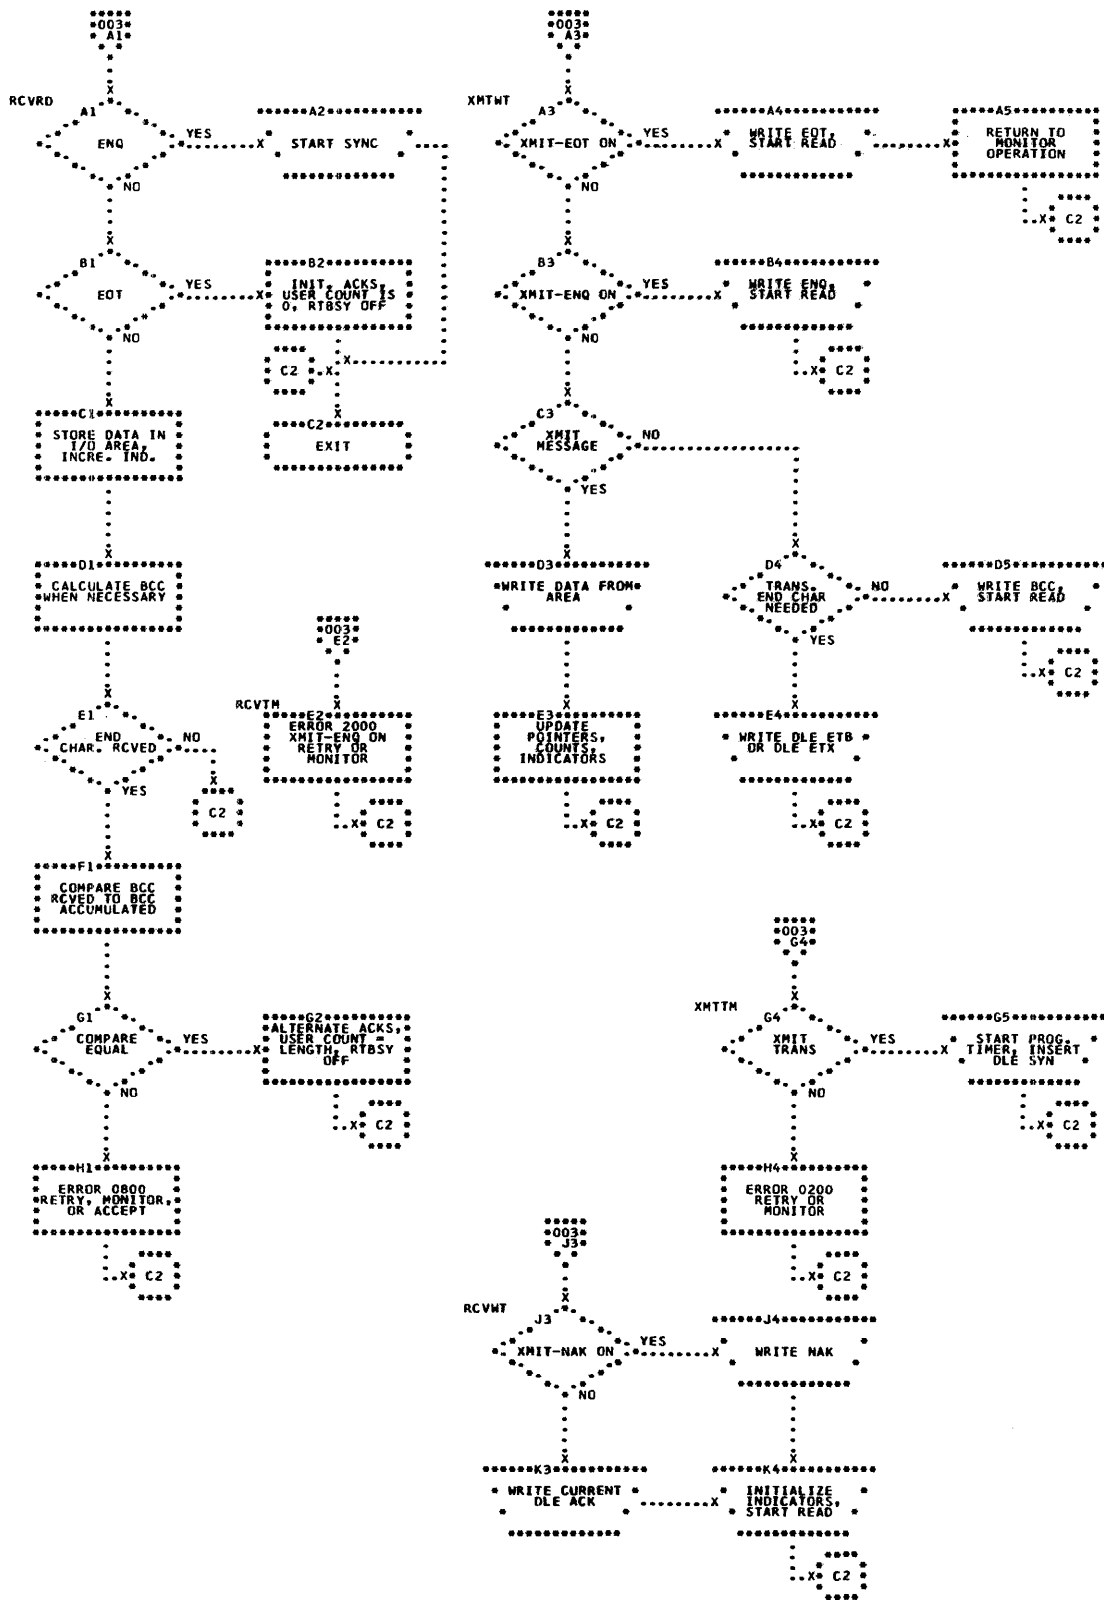 003
A1
RCVRD
A1
ENQ
YES
NO
A2
START SYNC
B1
EOT
YES
NO
B2
INIT. ACKS,
USER COUNT IS
0, RTBSY OFF
C2
C2
EXIT
C1
STORE DATA IN
I/O AREA,
INCRE. IND.
D1
CALCULATE BCC
WHEN NECESSARY
E1
END
CHAR. RCVED
NO
YES
C2
003
E2
RCVTM
E2
ERROR 2000
XMIT-ENQ ON
RETRY OR
MONITOR
C2
F1
COMPARE BCC
RCVED TO BCC
ACCUMULATED
G1
COMPARE
EQUAL
YES
NO
G2
ALTERNATE ACKS,
USER COUNT =
LENGTH, RTBSY
OFF
C2
H1
ERROR 0800
RETRY, MONITOR,
OR ACCEPT
C2
003
A3
XMTWT
A3
XMIT-EOT ON
YES
NO
A4
WRITE EOT,
START READ
A5
RETURN TO
MONITOR
OPERATION
C2
B3
XMIT-ENQ ON
YES
NO
B4
WRITE ENQ,
START READ
C2
C3
XMIT
MESSAGE
NO
YES
D3
WRITE DATA FROM
AREA
D4
TRANS.
END CHAR
NEEDED
NO
YES
D5
WRITE BCC,
START READ
C2
E3
UPDATE
POINTERS,
COUNTS,
INDICATORS
C2
E4
WRITE DLE ETB
OR DLE ETX
C2
003
G4
XMTTM
G4
XMIT
TRANS
YES
NO
G5
START PROG.
TIMER, INSERT
DLE SYN
C2
H4
ERROR 0200
RETRY OR
MONITOR
C2
003
J3
RCVWT
J3
XMIT-NAK ON
YES
NO
J4
WRITE NAK
K3
WRITE CURRENT
DLE ACK
K4
INITIALIZE
INDICATORS,
START READ
C2